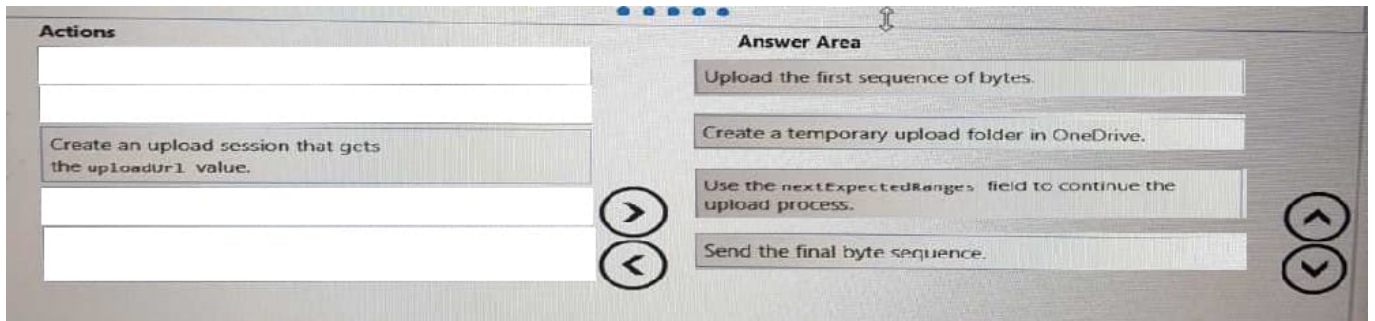 Actions
Answer Area
Create an upload session that gets
the uploadUrl value.
Upload the first sequence of bytes.
Create a temporary upload folder in OneDrive.
Use the nextExpectedRanges field to continue the
upload process.
Send the final byte sequence.